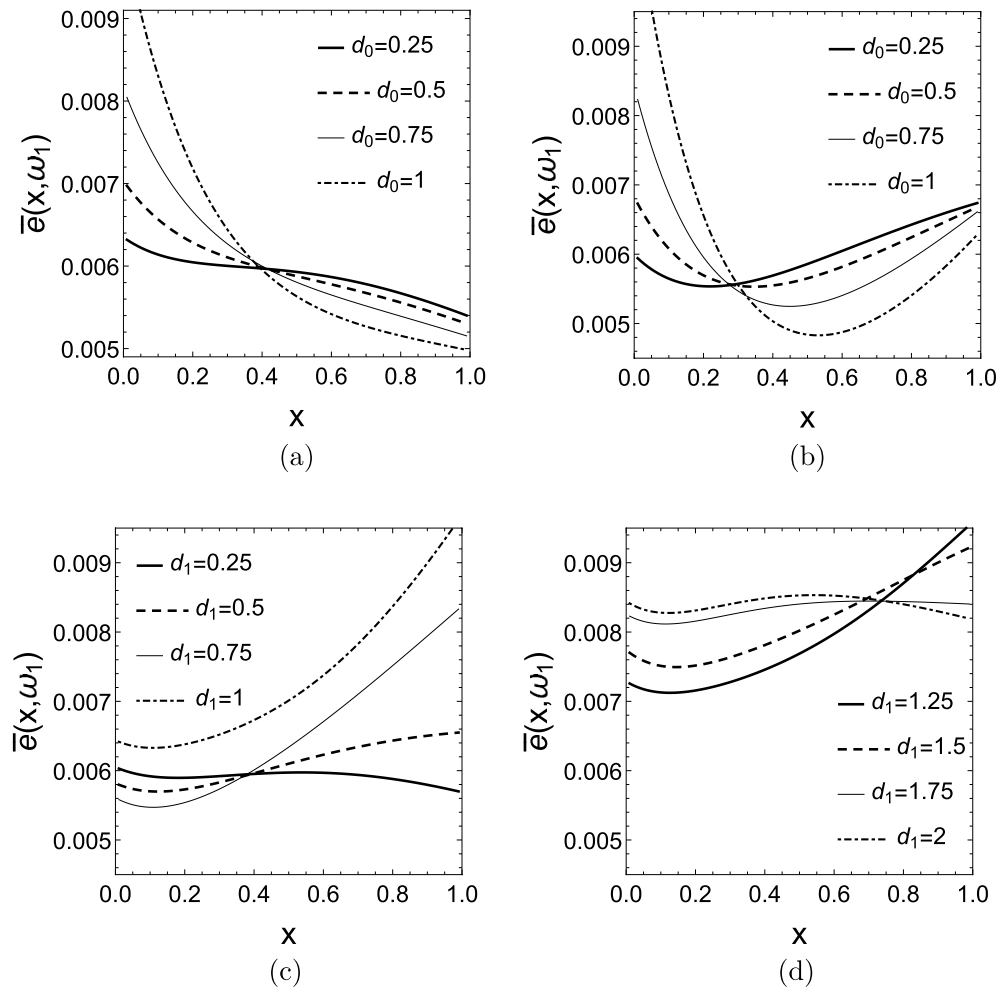 0.009
0.008
0.007
0.006
0.005
e̅(x,ω₁)
d₀=0.25
d₀=0.5
d₀=0.75
d₀=1
0.0 0.2 0.4 0.6 0.8 1.0
x
(a)
0.009
0.008
0.007
0.006
0.005
e̅(x,ω₁)
d₀=0.25
d₀=0.5
d₀=0.75
d₀=1
0.0 0.2 0.4 0.6 0.8 1.0
x
(b)
0.009
0.008
0.007
0.006
0.005
e̅(x,ω₁)
d₁=0.25
d₁=0.5
d₁=0.75
d₁=1
0.0 0.2 0.4 0.6 0.8 1.0
x
(c)
0.009
0.008
0.007
0.006
0.005
e̅(x,ω₁)
d₁=1.25
d₁=1.5
d₁=1.75
d₁=2
0.0 0.2 0.4 0.6 0.8 1.0
x
(d)